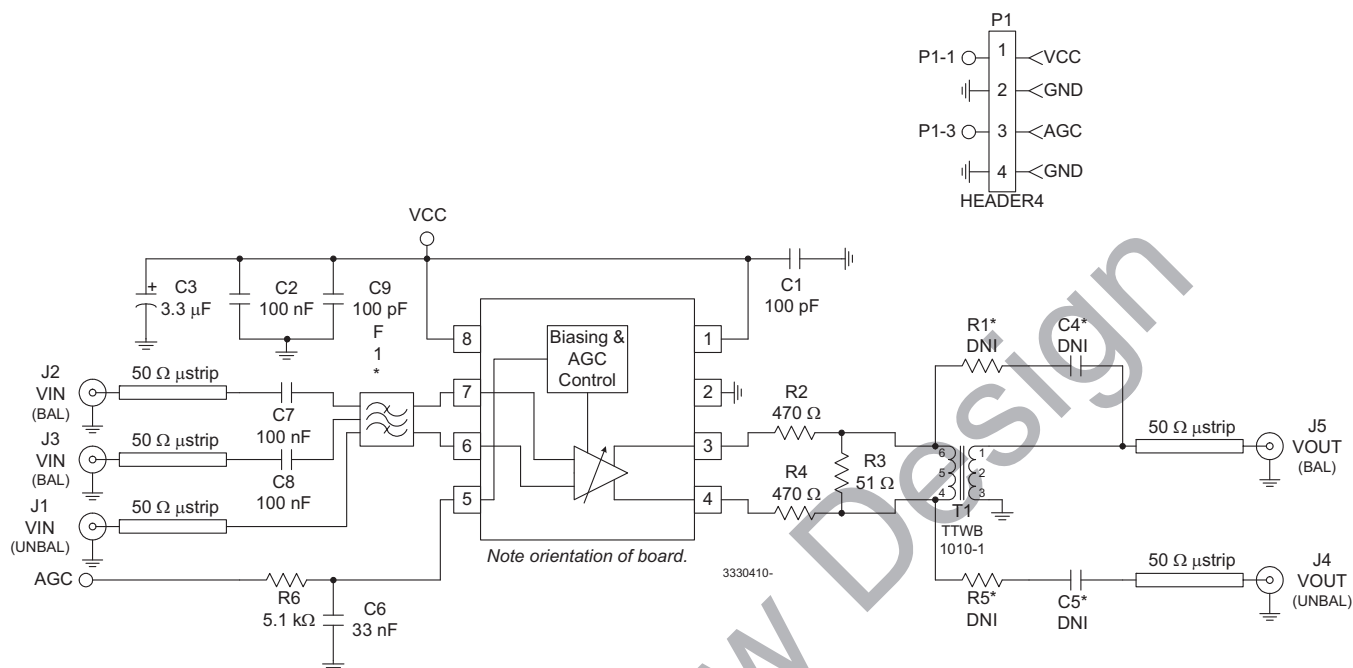 P1
P1-1
1
VCC
2
GND
P1-3
3
AGC
4
GND
HEADER4
VCC
+
C3
3.3 μF
C2
100 nF
C9
100 pF
F
1
*
C1
100 pF
8
7
6
5
Biasing &
AGC
Control
1
2
3
4
J2
VIN
(BAL)
50 Ω μstrip
C7
100 nF
J3
VIN
(BAL)
50 Ω μstrip
C8
100 nF
J1
VIN
(UNBAL)
50 Ω μstrip
AGC
R6
5.1 kΩ
C6
33 nF
Note orientation of board.
3330410-
R2
470 Ω
R4
470 Ω
R3
51 Ω
R1*
DNI
C4*
DNI
6
5
4
1
2
3
T1
TTWB
1010-1
50 Ω μstrip
J5
VOUT
(BAL)
R5*
DNI
C5*
DNI
50 Ω μstrip
J4
VOUT
(UNBAL)
w Design